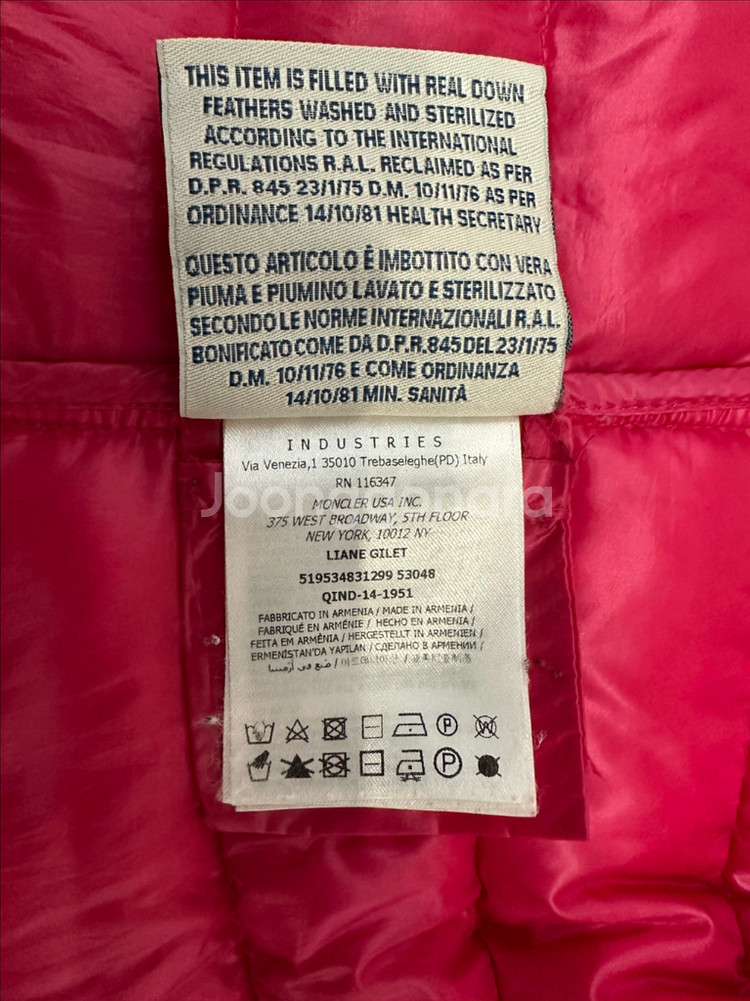 THIS ITEM IS FILLED WITH REAL DOWN
FEATHERS WASHED AND STERILIZED
ACCORDING TO THE INTERNATIONAL
REGULATIONS R.A.L. RECLAIMED AS PER
D.P.R. 845 23/1/75 D.M. 10/11/76 AS PER
ORDINANCE 14/10/81 HEALTH SECRETARY
QUESTO ARTICOLO É IMBOTTITO CON VERA
PIUMA E PIUMINO LAVATO E STERILIZZATO
SECONDO LE NORME INTERNAZIONALI R.A.L.
BONIFICATO COME DA D.P.R.845 DEL 23/1/75
D.M. 10/11/76 E COME ORDINANZA
14/10/81 MIN. SANITÀ
INDUSTRIES
Via Venezia,1 35010 Trebaseleghe(PD) Italy
RN 116347
MONCLER USA INC.
375 WEST BROADWAY, 5TH FLOOR
NEW YORK, 10012 NY
LIANE GILET
519534831299 53048
QIND-14-1951
FABBRICATO IN ARMENIA / MADE IN ARMENIA /
FABRIQUÉ EN ARMÉNIE / HECHO EN ARMENIA /
FEITA EM ARMÊNIA / HERGESTELLT IN ARMENIEN /
ERMENİSTAN'DA YAPILAN / СДЕЛАНО В АРМЕНИИ /
صنع في أرمينيا /
P
W
P